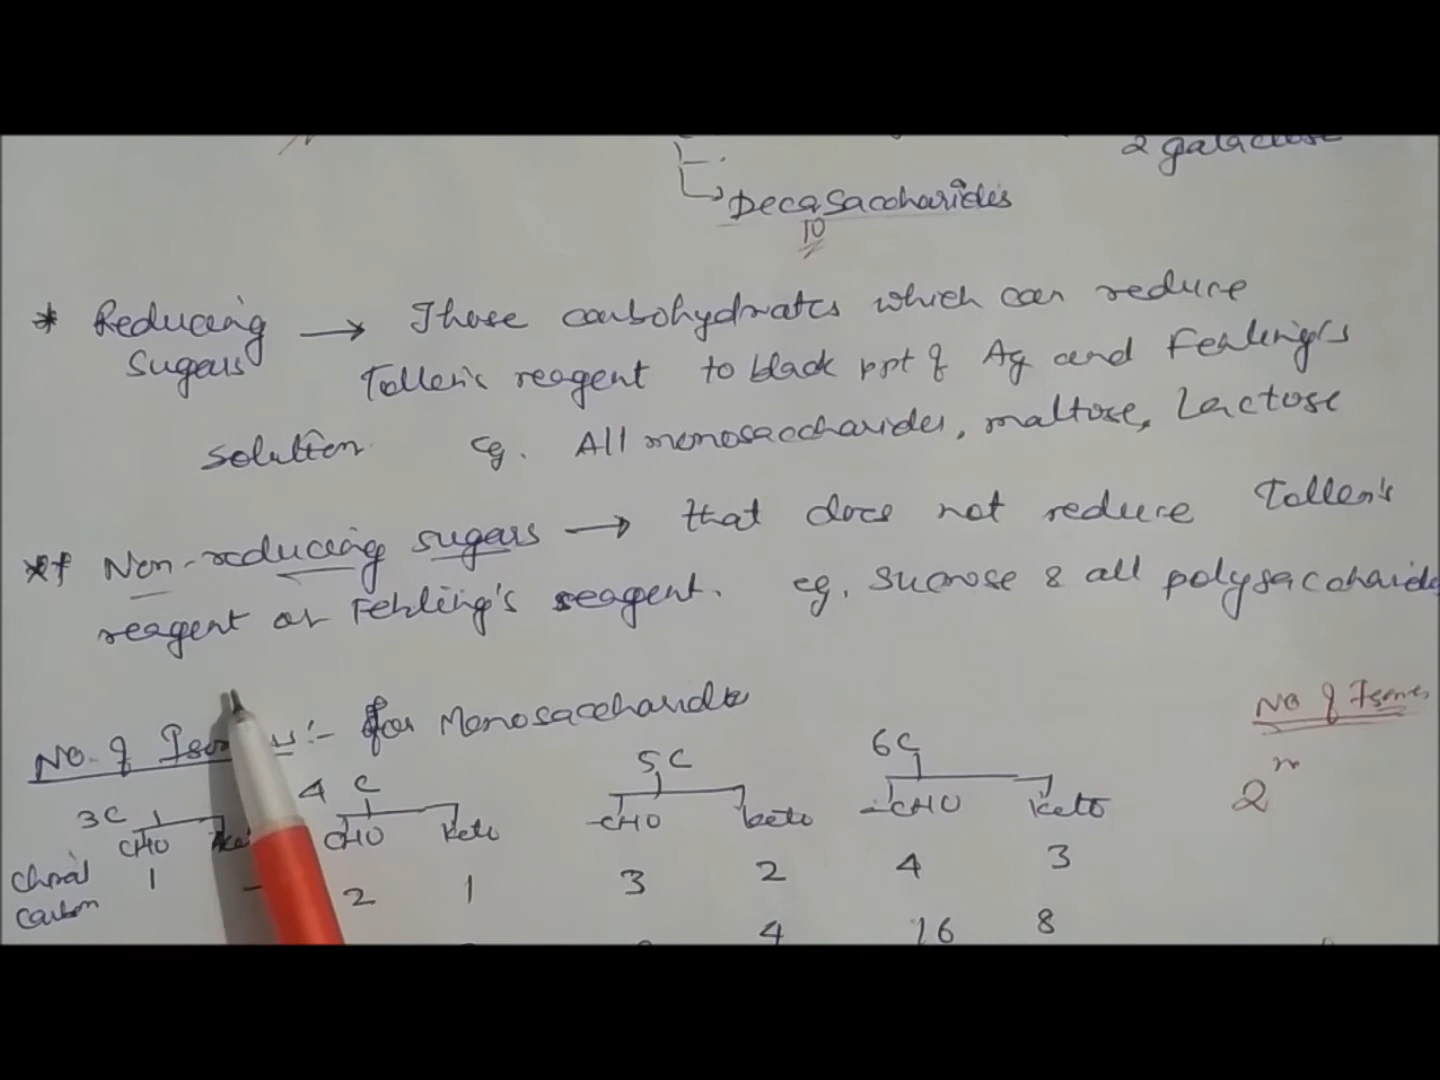 2 galactose
Decasaccharides
10
* Reducing → Those carbohydrates which can reduce
Sugars Tollen's reagent to black ppt of Ag and Fehling's
solution. eg. All monosaccharides, maltose, Lactose
** Non-reducing sugars → that does not reduce Tollen's
reagent or Fehling's reagent. eg. Sucrose & all polysaccharides
No. of :- for Monosaccharide
No of Isomers
3C 4C 5C 6C
CHO CHO Keto -CHO keto -CHO Keto
2ⁿ
Chiral 1 - 2 1 3 2 4 3
Carbon
4 16 8